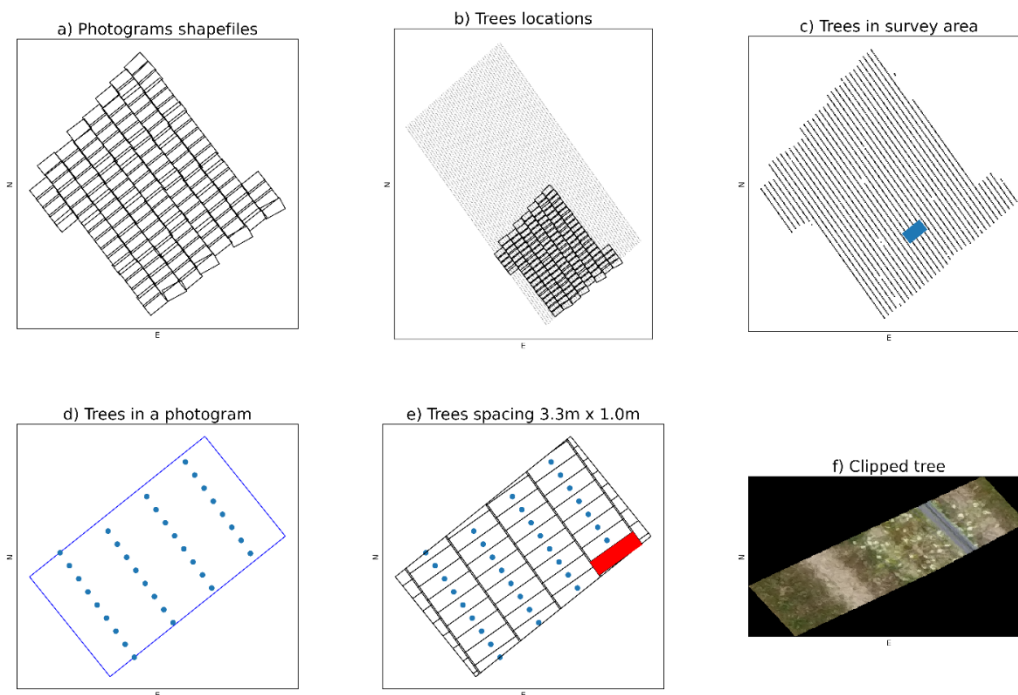 a) Photograms shapefiles
N
E
b) Trees locations
N
E
c) Trees in survey area
N
E
d) Trees in a photogram
N
E
e) Trees spacing 3.3m x 1.0m
N
E
f) Clipped tree
N
E